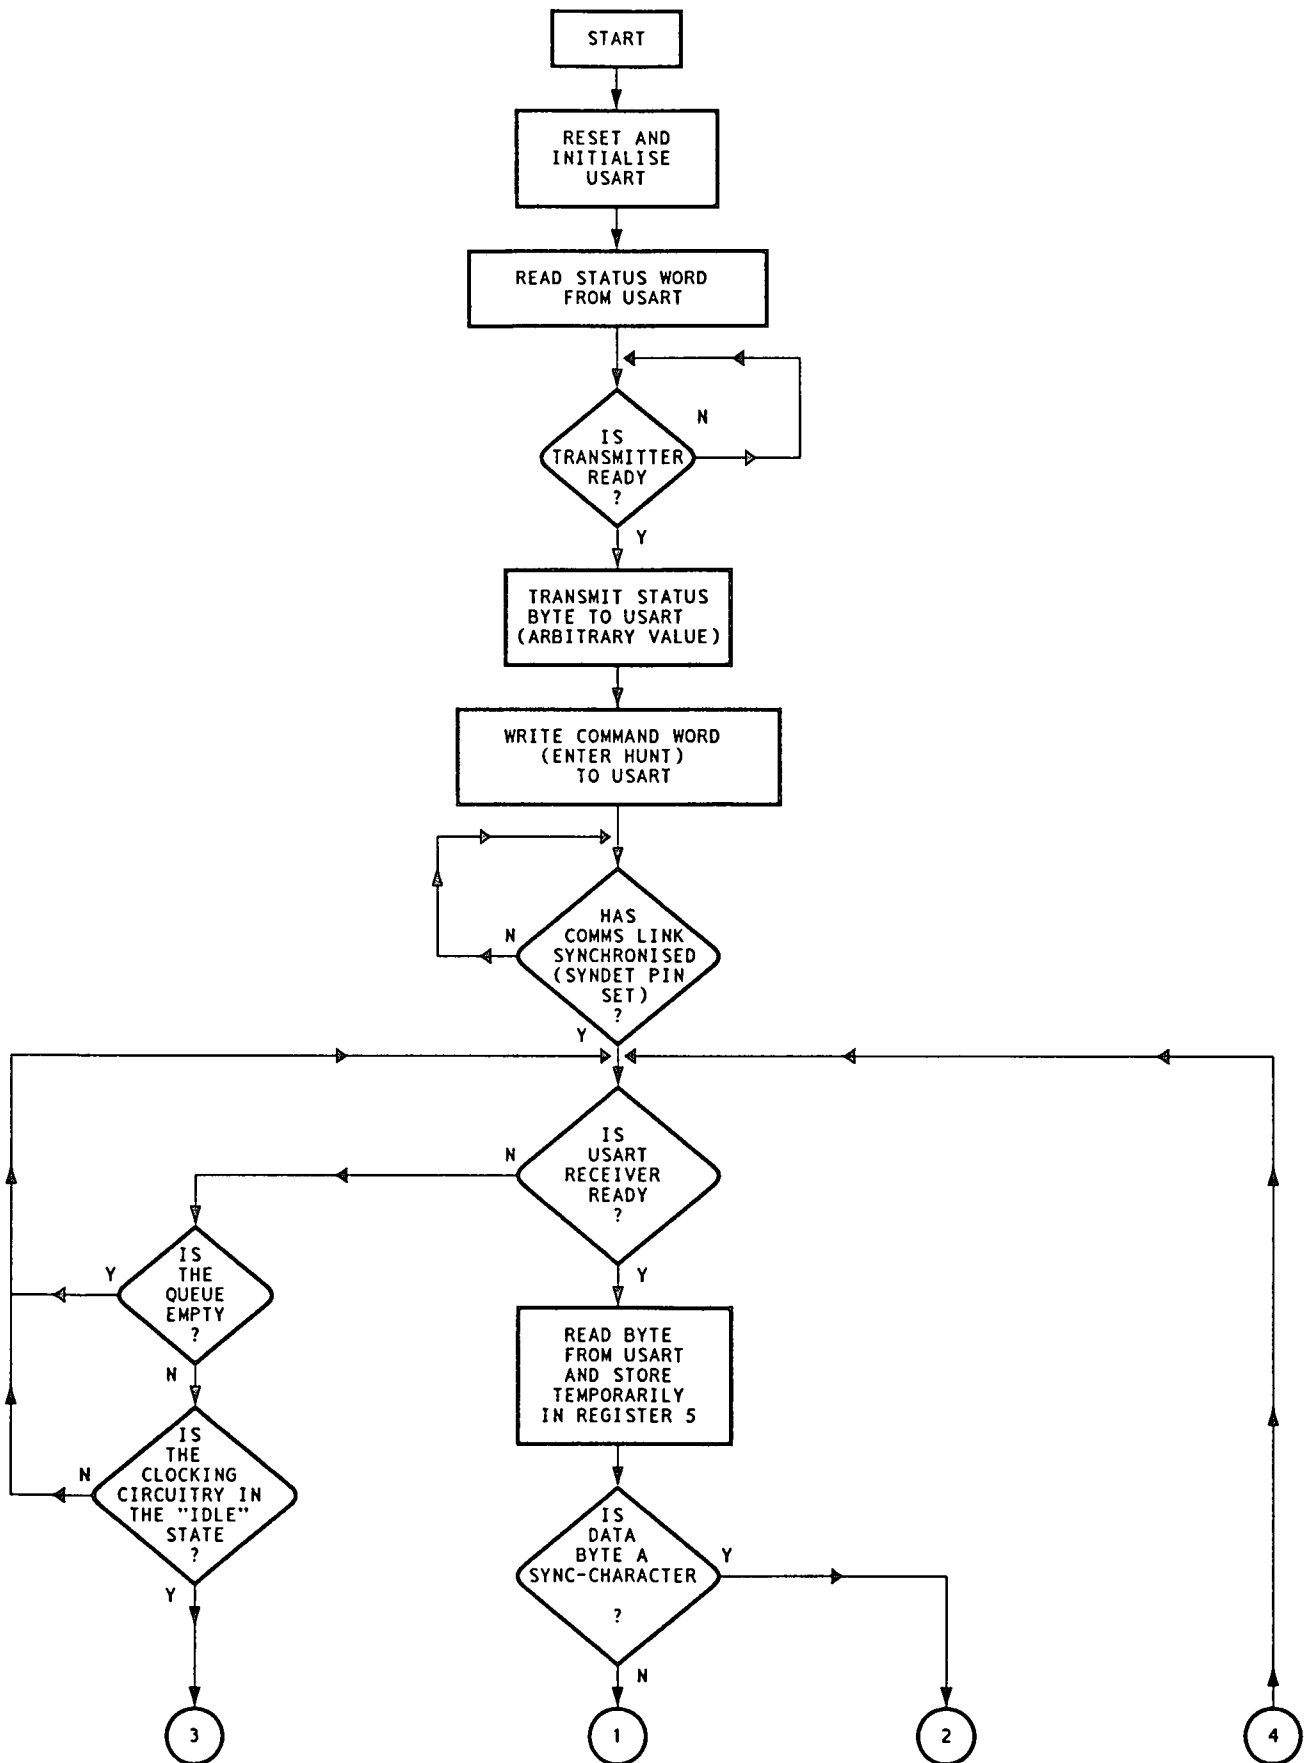 START
RESET AND
INITIALISE
USART
READ STATUS WORD
FROM USART
N
IS
TRANSMITTER
READY
?
Y
TRANSMIT STATUS
BYTE TO USART
(ARBITRARY VALUE)
WRITE COMMAND WORD
(ENTER HUNT)
TO USART
N
HAS
COMMS LINK
SYNCHRONISED
(SYNDET PIN
SET)
?
Y
N
IS
USART
RECEIVER
READY
?
Y
Y
IS
THE
QUEUE
EMPTY
?
N
READ BYTE
FROM USART
AND STORE
TEMPORARILY
IN REGISTER 5
N
IS
THE
CLOCKING
CIRCUITRY IN
THE "IDLE"
STATE
?
Y
IS
DATA
BYTE A
SYNC-CHARACTER
?
Y
N
3
1
2
4